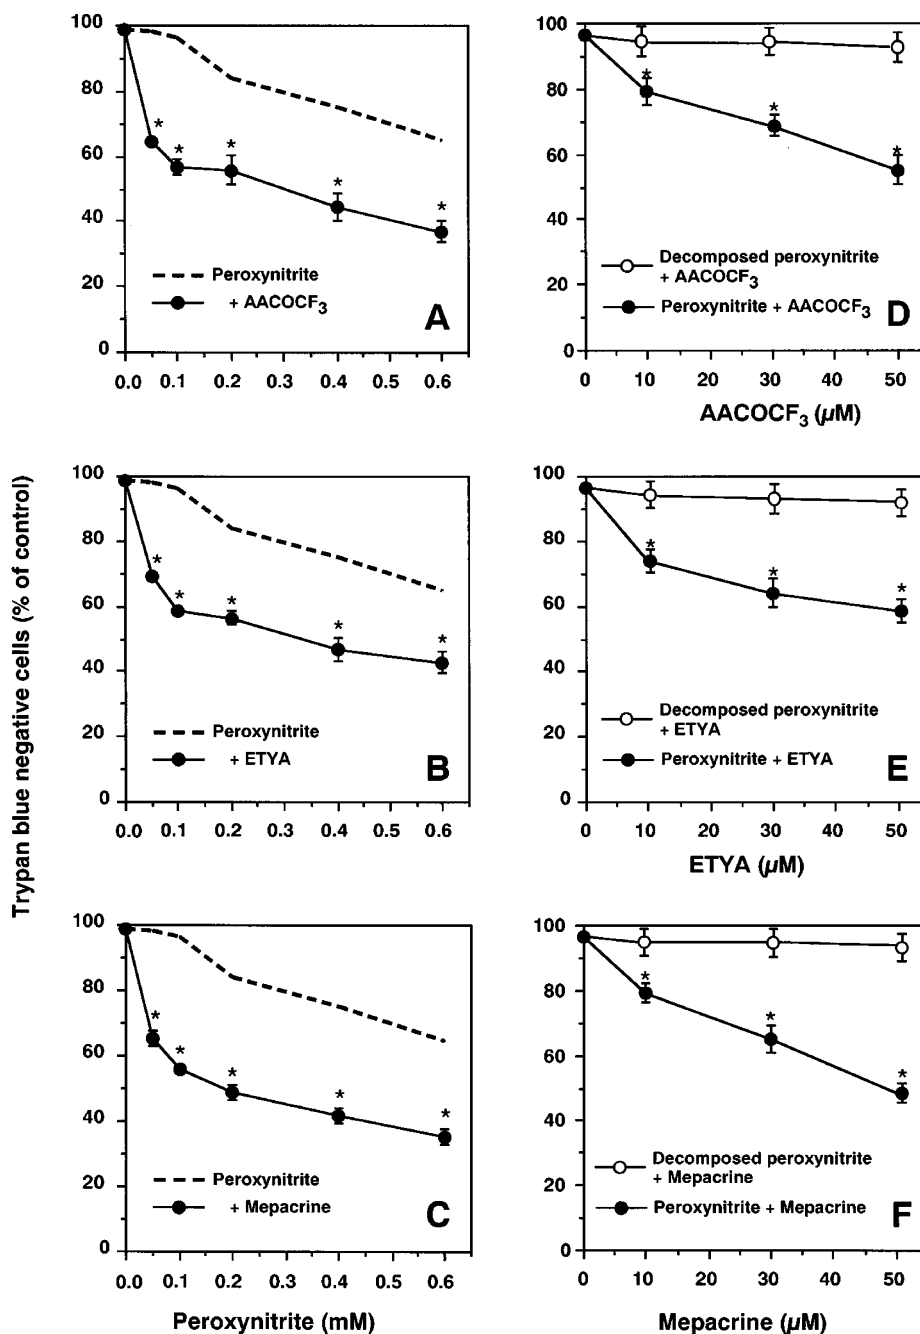 Trypan blue negative cells (% of control)
100
80
60
40
20
0
* * * * *
Peroxynitrite
+ AACOCF3
A
0.0 0.1 0.2 0.3 0.4 0.5 0.6
100
80
60
40
20
0
* * *
Decomposed peroxynitrite
+ AACOCF3
Peroxynitrite + AACOCF3
D
0 10 20 30 40 50
AACOCF3 (µM)
100
80
60
40
20
0
* * * * *
Peroxynitrite
+ ETYA
B
0.0 0.1 0.2 0.3 0.4 0.5 0.6
100
80
60
40
20
0
* * *
Decomposed peroxynitrite
+ ETYA
Peroxynitrite + ETYA
E
0 10 20 30 40 50
ETYA (µM)
100
80
60
40
20
0
* * * * *
Peroxynitrite
+ Mepacrine
C
0.0 0.1 0.2 0.3 0.4 0.5 0.6
Peroxynitrite (mM)
100
80
60
40
20
0
* * *
Decomposed peroxynitrite
+ Mepacrine
Peroxynitrite + Mepacrine
F
0 10 20 30 40 50
Mepacrine (µM)